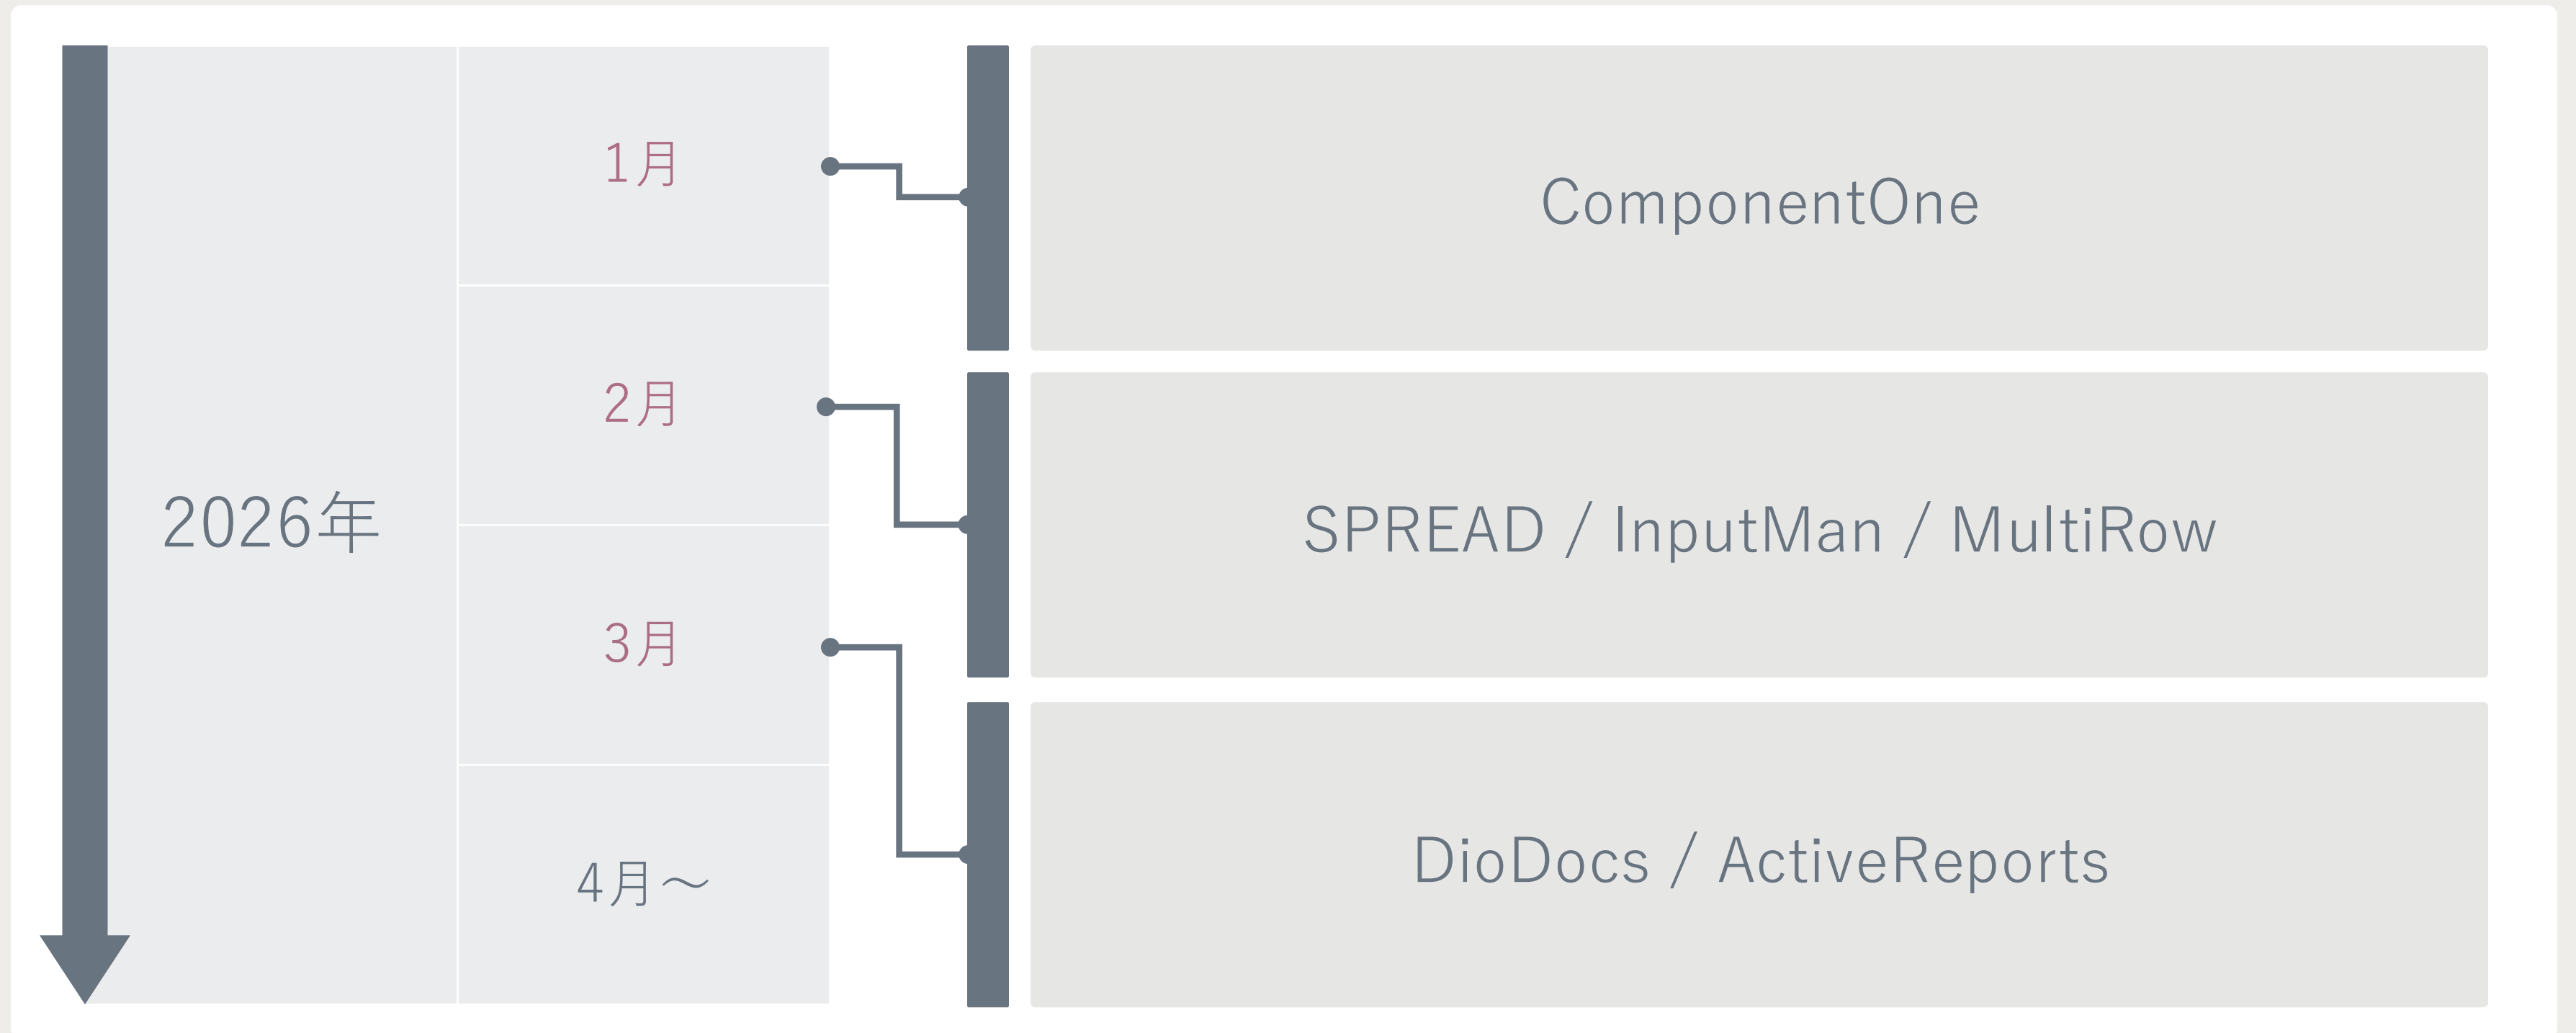 2026年
1月
2月
3月
4月～
ComponentOne
SPREAD / InputMan / MultiRow
DioDocs / ActiveReports